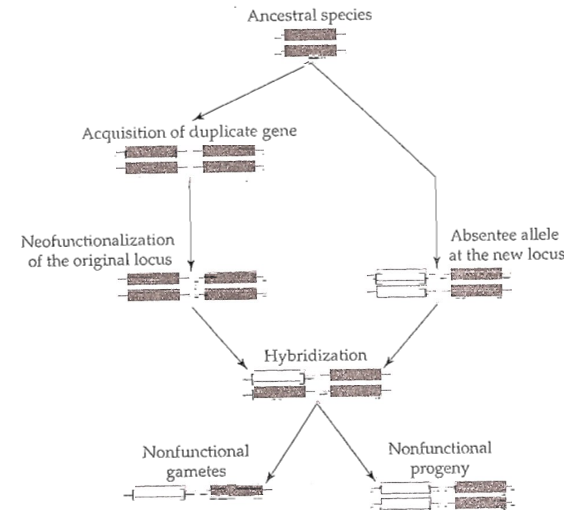 Ancestral species
Acquisition of duplicate gene
Neofunctionalization
of the original locus
Absentee allele
at the new locus
Hybridization
Nonfunctional
gametes
Nonfunctional
progeny